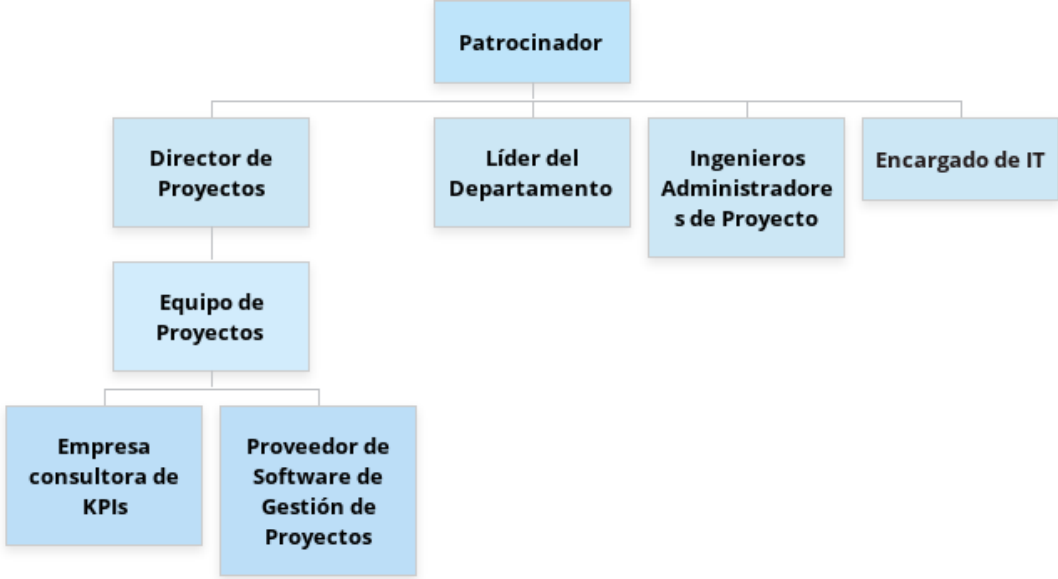 Patrocinador
Director de
Proyectos
Líder del
Departamento
Ingenieros
Administradore
s de Proyecto
Encargado de IT
Equipo de
Proyectos
Empresa
consultora de
KPIs
Proveedor de
Software de
Gestión de
Proyectos